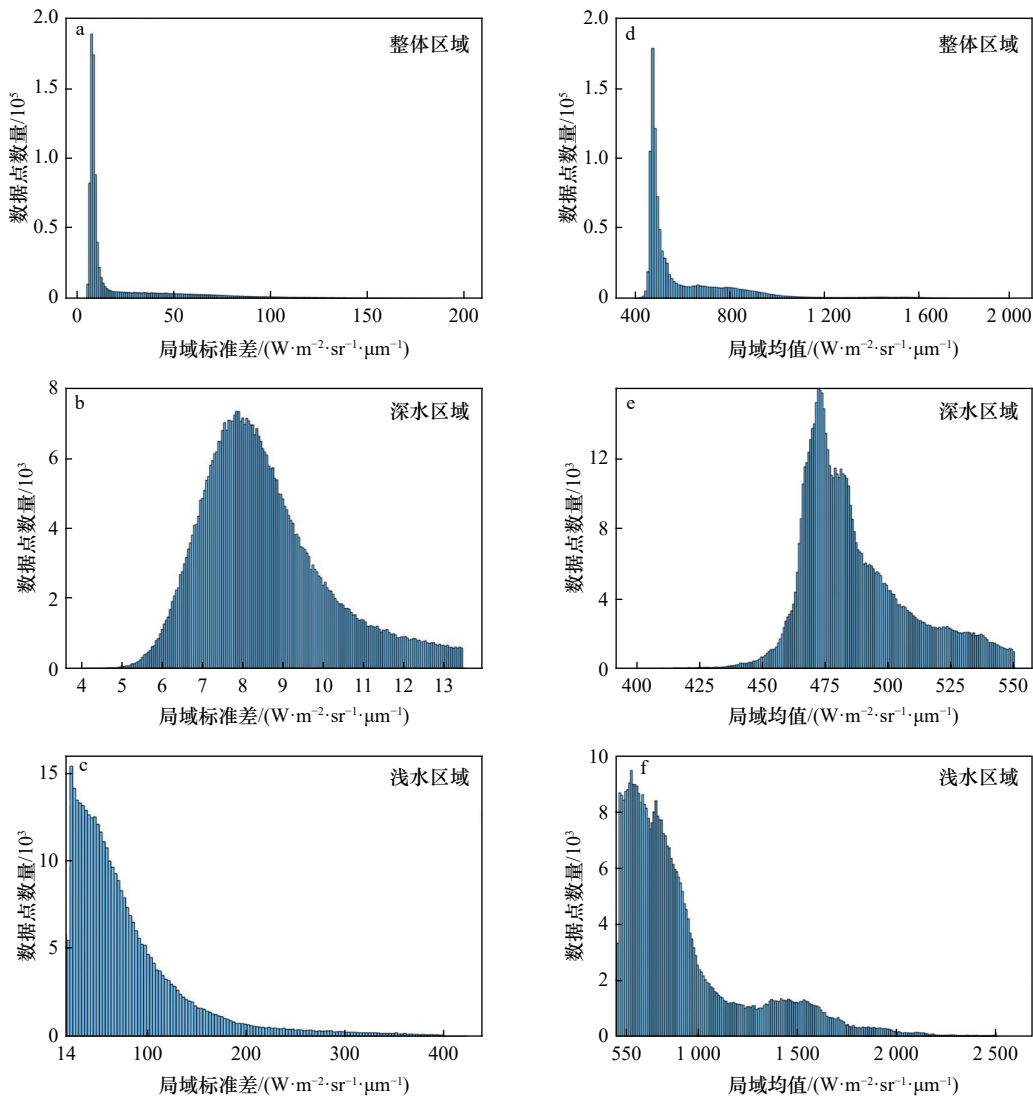 a
整体区域
2.0
1.5
1.0
0.5
0
数据点数量/10⁵
0 50 100 150 200
局域标准差/(W·m⁻²·sr⁻¹·μm⁻¹)
d
整体区域
2.0
1.5
1.0
0.5
0
数据点数量/10⁵
400 800 1 200 1 600 2 000
局域均值/(W·m⁻²·sr⁻¹·μm⁻¹)
b
深水区域
8
6
4
2
0
数据点数量/10³
4 5 6 7 8 9 10 11 12 13
局域标准差/(W·m⁻²·sr⁻¹·μm⁻¹)
e
深水区域
12
8
4
0
数据点数量/10³
400 425 450 475 500 525 550
局域均值/(W·m⁻²·sr⁻¹·μm⁻¹)
c
浅水区域
15
10
5
0
数据点数量/10³
14 100 200 300 400
局域标准差/(W·m⁻²·sr⁻¹·μm⁻¹)
f
浅水区域
10
8
6
4
2
0
数据点数量/10³
550 1 000 1 500 2 000 2 500
局域均值/(W·m⁻²·sr⁻¹·μm⁻¹)